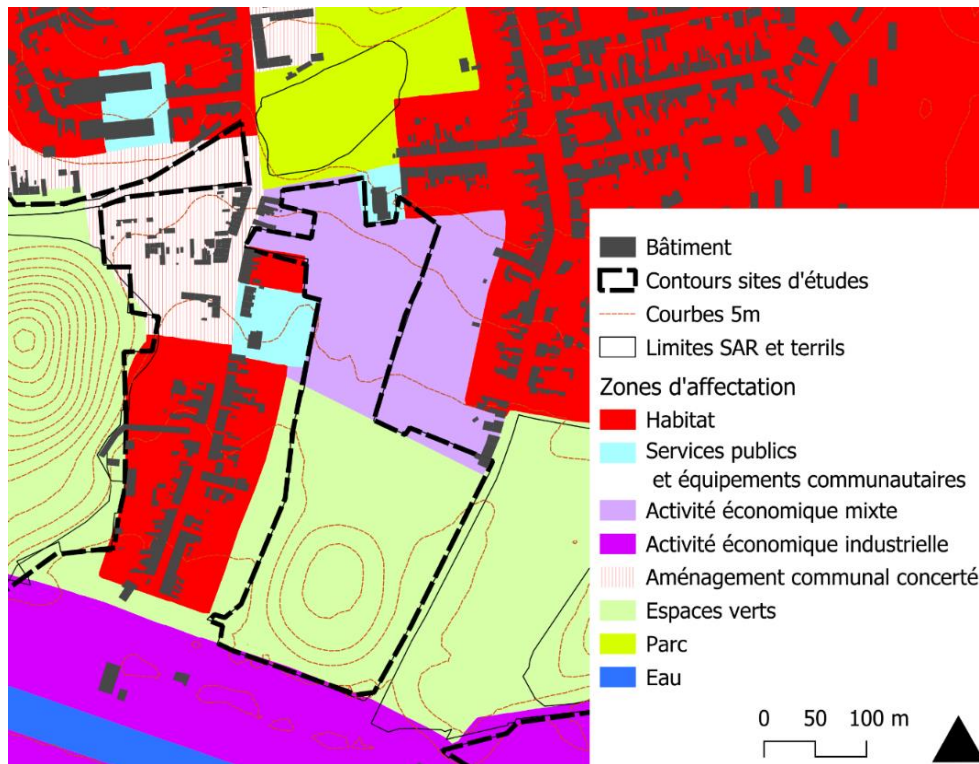 Bâtiment
Contours sites d'études
Courbes 5m
Limites SAR et terrils
Zones d'affectation
Habitat
Services publics
et équipements communautaires
Activité économique mixte
Activité économique industrielle
Aménagement communal concerté
Espaces verts
Parc
Eau
0 50 100 m